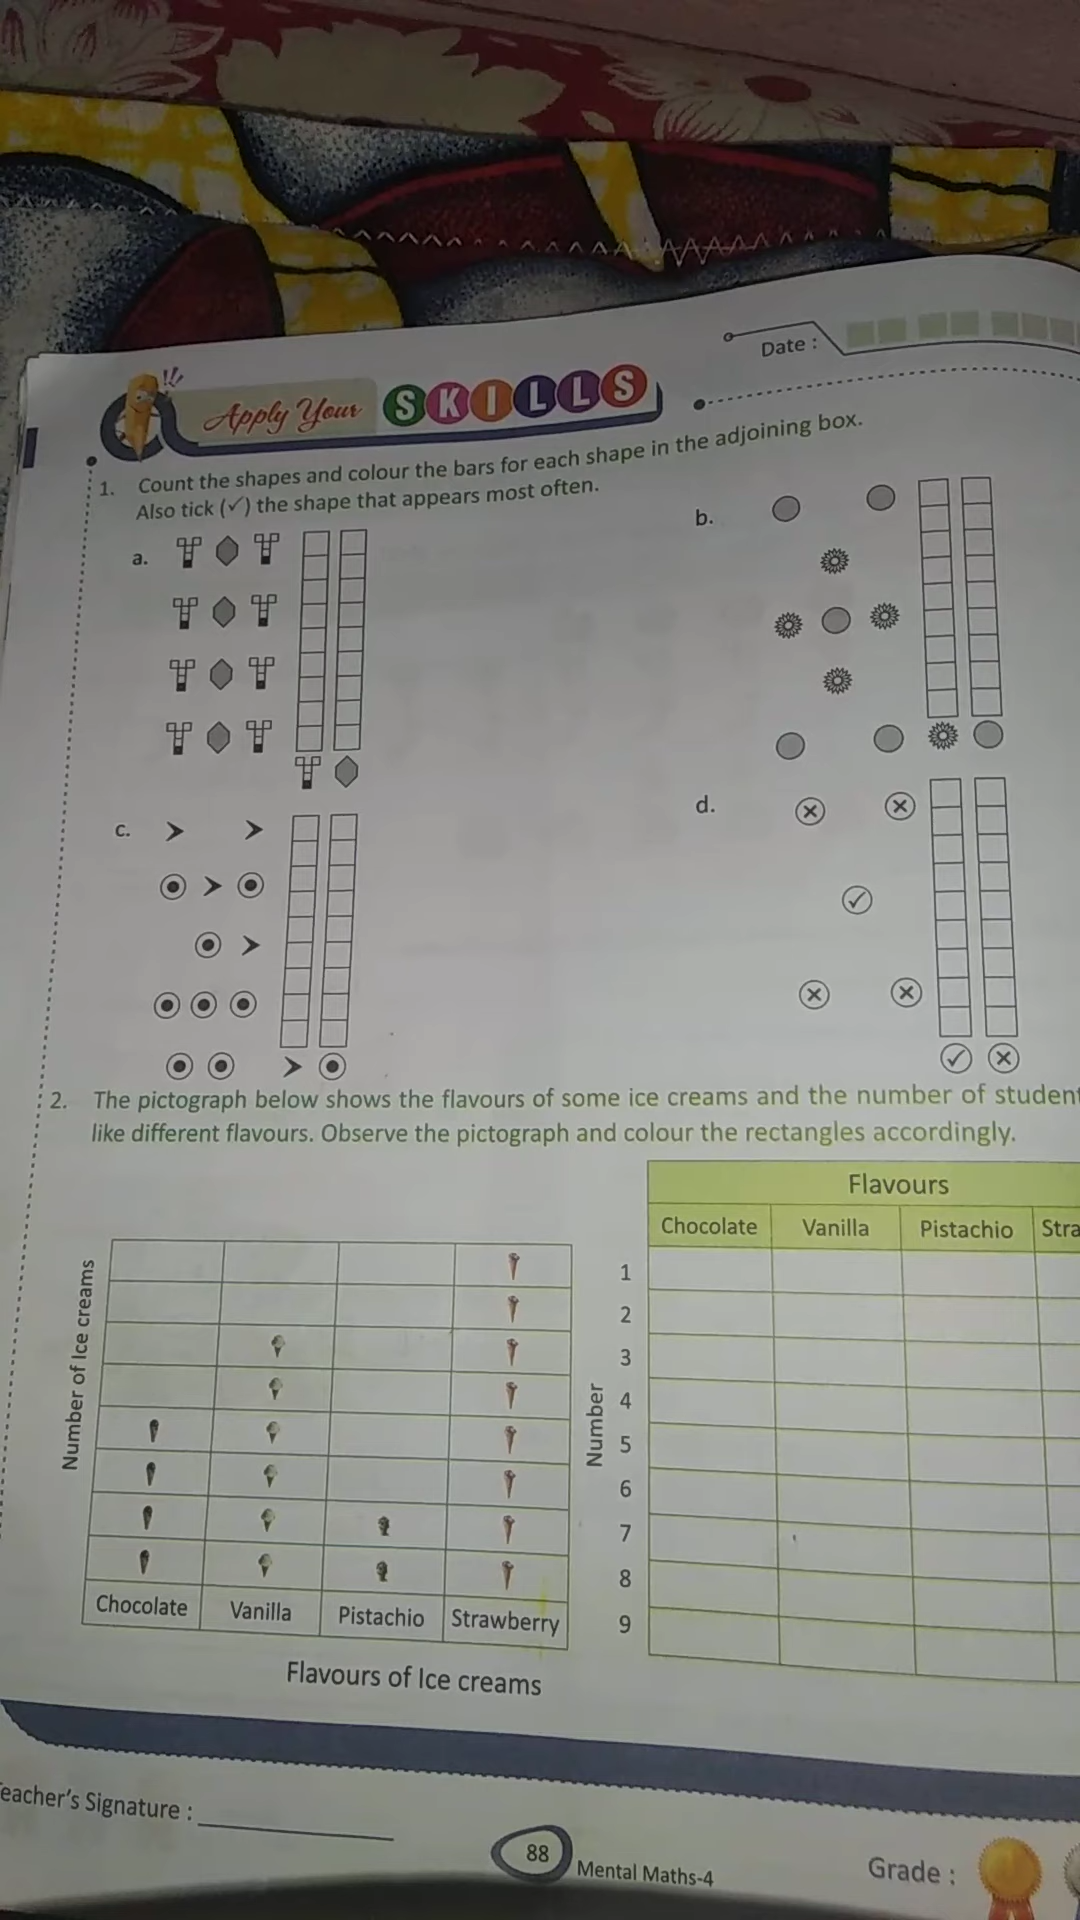 Date :
Apply Your SKILLS
1. Count the shapes and colour the bars for each shape in the adjoining box.
Also tick (✓) the shape that appears most often.
a.
b.
c.
d.
2. The pictograph below shows the flavours of some ice creams and the number of student
like different flavours. Observe the pictograph and colour the rectangles accordingly.
Number of Ice creams
Chocolate Vanilla Pistachio Strawberry
Flavours of Ice creams
Flavours
Chocolate Vanilla Pistachio Stra
Number
1
2
3
4
5
6
7
8
9
eacher's Signature :
88
Mental Maths-4
Grade :